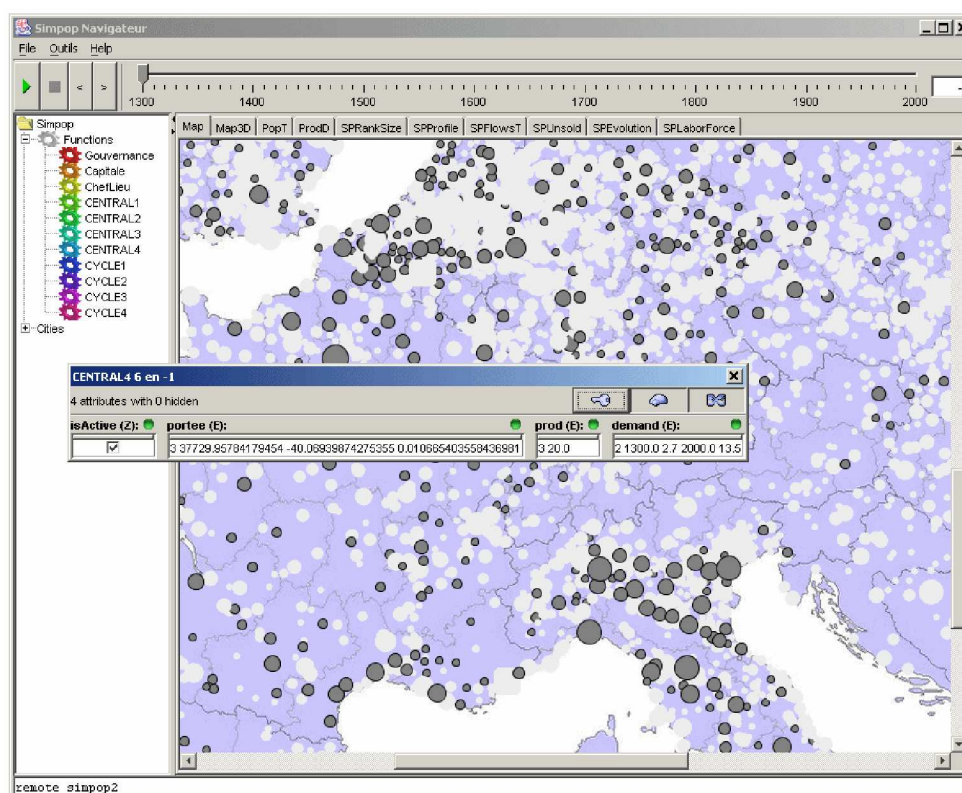 Simpop Navigateur
File Outils Help
< >
1300 1400 1500 1600 1700 1800 1900 2000
Simpop
Functions
Gouvernance
Capitale
ChefLieu
CENTRAL1
CENTRAL2
CENTRAL3
CENTRAL4
CYCLE1
CYCLE2
CYCLE3
CYCLE4
Cities
Map Map3D PopT ProdD SPRankSize SPProfile SPFlowsT SPUnsold SPEvolution SPLaborForce
CENTRAL4 6 en -1
4 attributes with 0 hidden
isActive (Z): portee (E): prod (E): demand (E):
3 37729.95784179454 -40.06939874275355 0.010665403558436981 3 20.0 2 1300.0 2.7 2000.0 13.5
remote simpop2